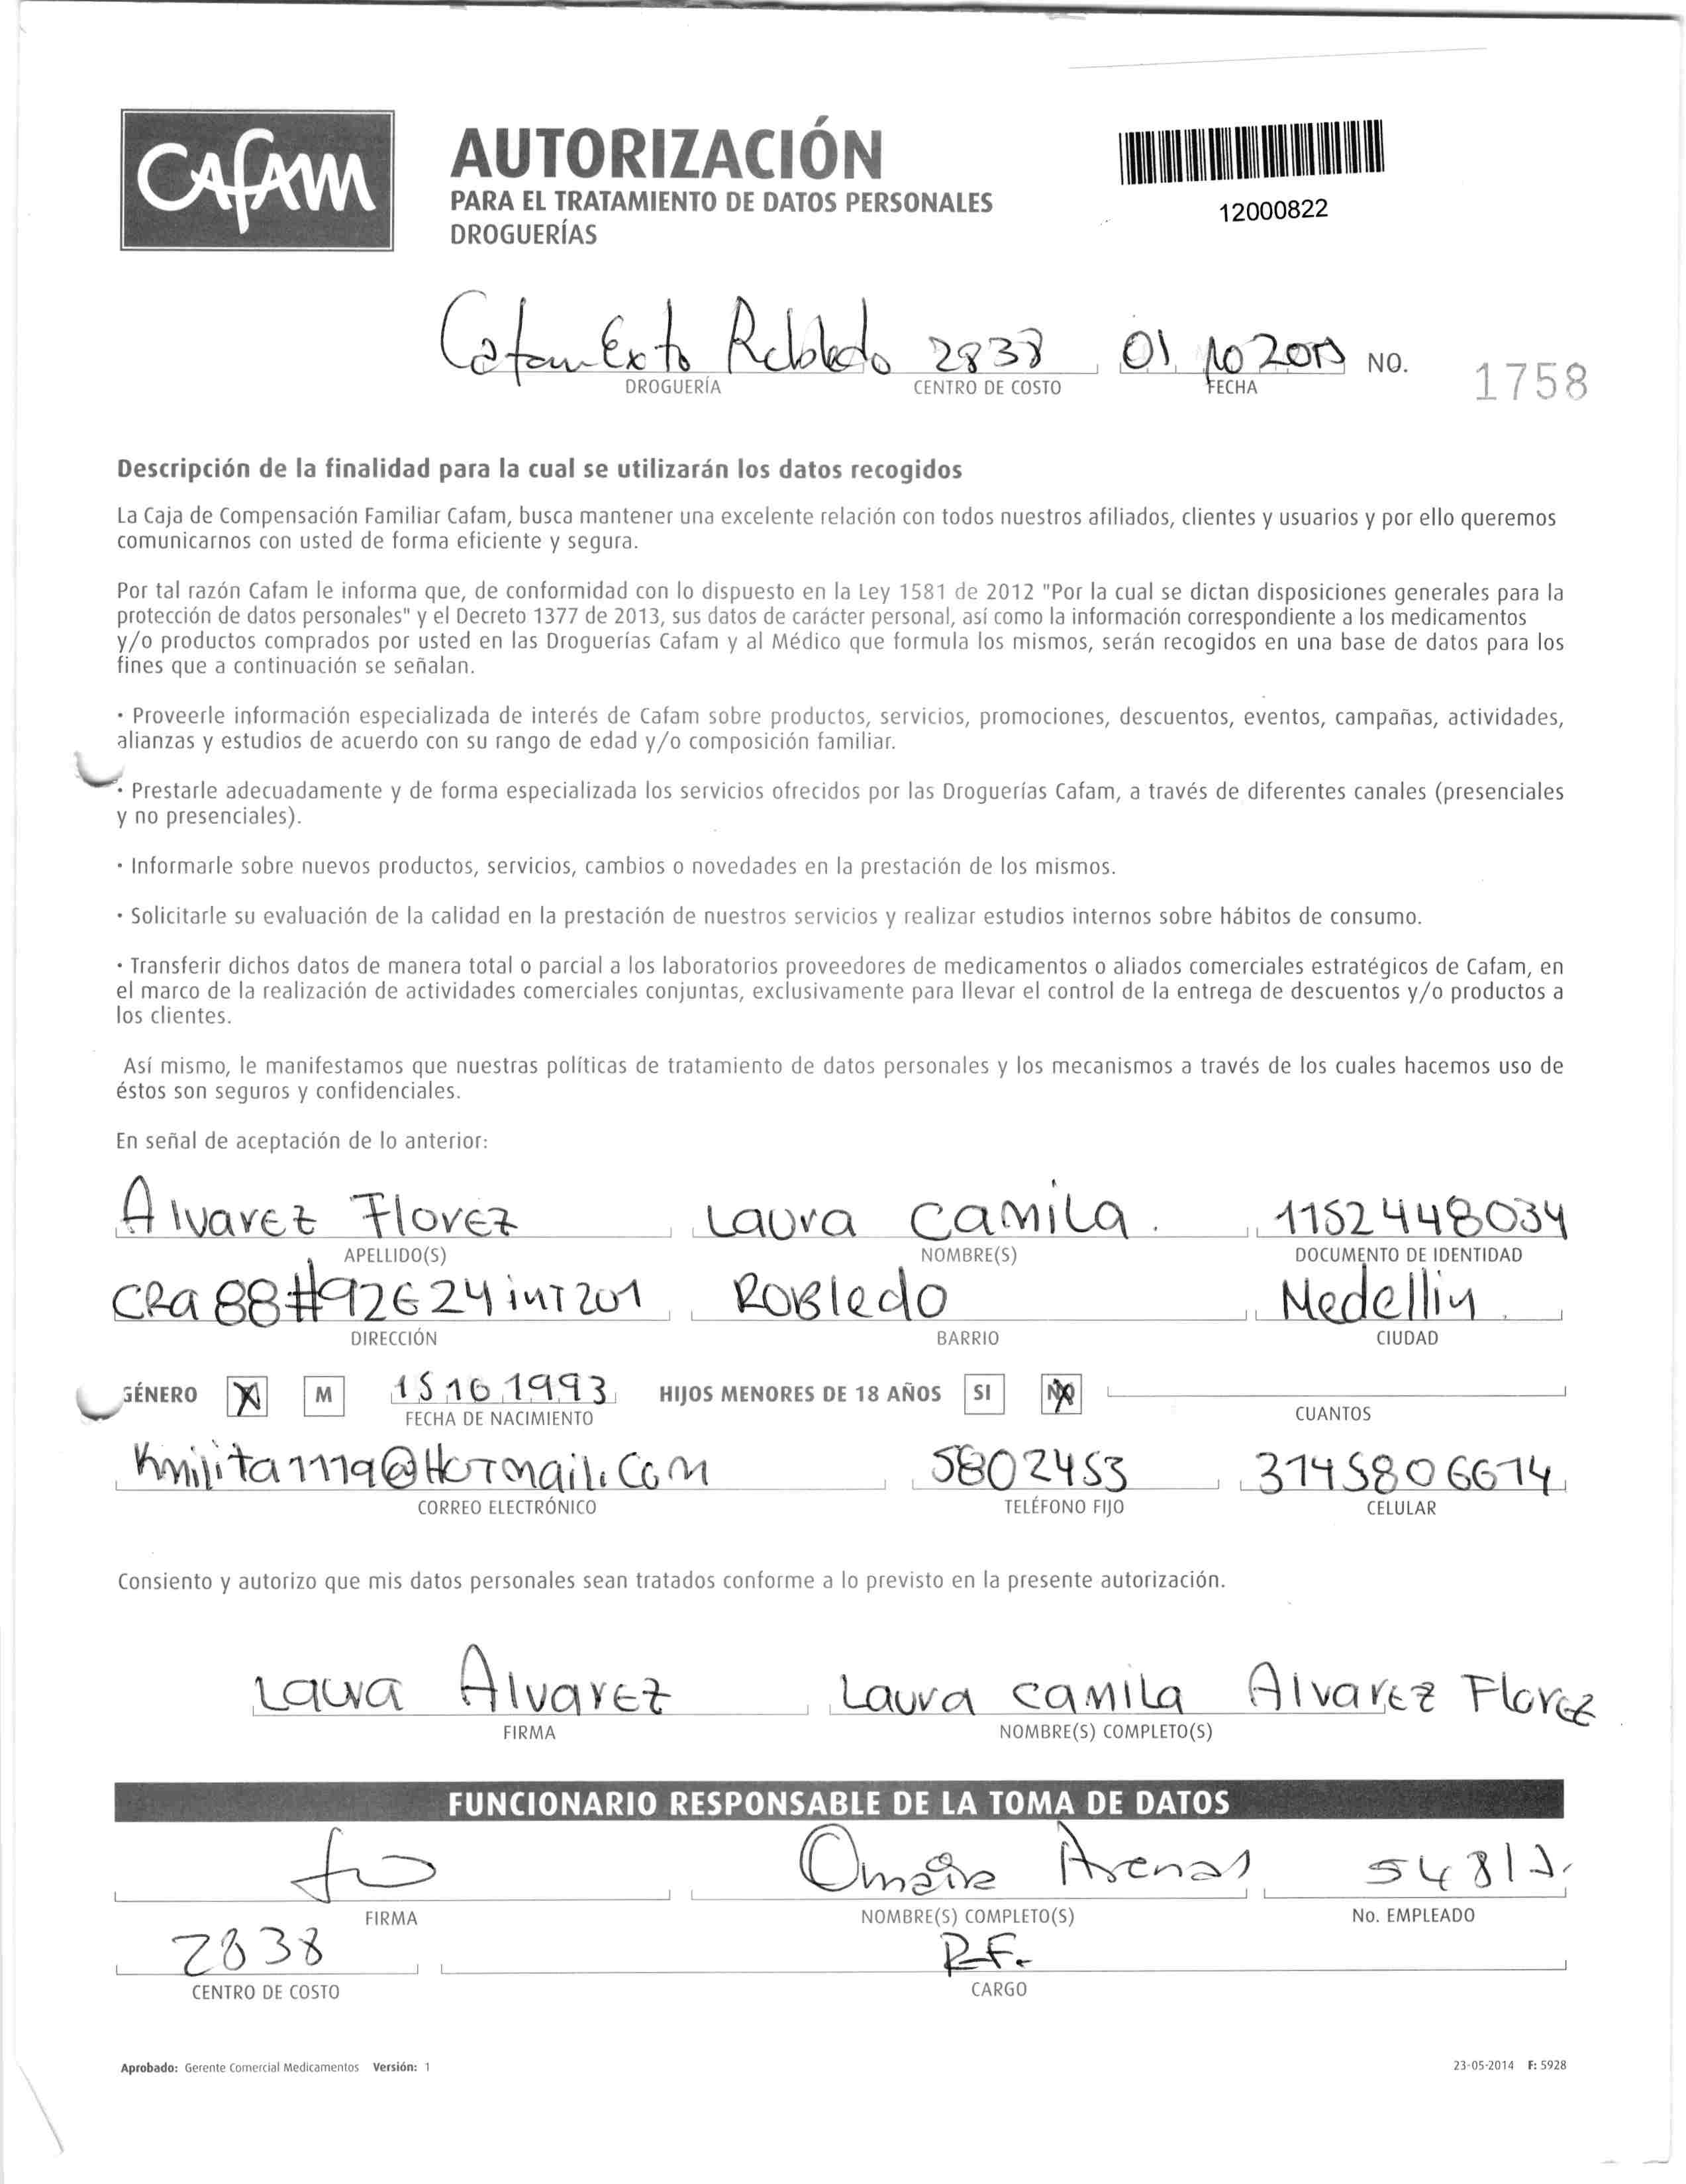 CAFAM
AUTORIZACIÓN
PARA EL TRATAMIENTO DE DATOS PERSONALES
DROGUERÍAS
12000822
Cafam Exito Robledo 2838 01 10 2015 NO. 1758
DROGUERÍA CENTRO DE COSTO FECHA
Descripción de la finalidad para la cual se utilizarán los datos recogidos
La Caja de Compensación Familiar Cafam, busca mantener una excelente relación con todos nuestros afiliados, clientes y usuarios y por ello queremos
comunicarnos con usted de forma eficiente y segura.
Por tal razón Cafam le informa que, de conformidad con lo dispuesto en la Ley 1581 de 2012 "Por la cual se dictan disposiciones generales para la
protección de datos personales" y el Decreto 1377 de 2013, sus datos de carácter personal, así como la información correspondiente a los medicamentos
y/o productos comprados por usted en las Droguerías Cafam y al Médico que formula los mismos, serán recogidos en una base de datos para los
fines que a continuación se señalan.
· Proveerle información especializada de interés de Cafam sobre productos, servicios, promociones, descuentos, eventos, campañas, actividades,
alianzas y estudios de acuerdo con su rango de edad y/o composición familiar.
· Prestarle adecuadamente y de forma especializada los servicios ofrecidos por las Droguerías Cafam, a través de diferentes canales (presenciales
y no presenciales).
· Informarle sobre nuevos productos, servicios, cambios o novedades en la prestación de los mismos.
· Solicitarle su evaluación de la calidad en la prestación de nuestros servicios y realizar estudios internos sobre hábitos de consumo.
· Transferir dichos datos de manera total o parcial a los laboratorios proveedores de medicamentos o aliados comerciales estratégicos de Cafam, en
el marco de la realización de actividades comerciales conjuntas, exclusivamente para llevar el control de la entrega de descuentos y/o productos a
los clientes.
Así mismo, le manifestamos que nuestras políticas de tratamiento de datos personales y los mecanismos a través de los cuales hacemos uso de
éstos son seguros y confidenciales.
En señal de aceptación de lo anterior:
Alvarez Florez Laura Camila. 1152448034
APELLIDO(S) NOMBRE(S) DOCUMENTO DE IDENTIDAD
CRa 88#92E24 inT 201 Robledo Medellin
DIRECCIÓN BARRIO CIUDAD
GÉNERO X M 15 10 1993 HIJOS MENORES DE 18 AÑOS SI NO
FECHA DE NACIMIENTO CUANTOS
Kmilita1119@Hotmail.com 5802453 3145806614
CORREO ELECTRÓNICO TELÉFONO FIJO CELULAR
Consiento y autorizo que mis datos personales sean tratados conforme a lo previsto en la presente autorización.
Laura Alvarez Laura camila Alvarez Florez
FIRMA NOMBRE(S) COMPLETO(S)
FUNCIONARIO RESPONSABLE DE LA TOMA DE DATOS
Omaira Arenas
FIRMA NOMBRE(S) COMPLETO(S) No. EMPLEADO
2838 R.F.
CENTRO DE COSTO CARGO
Aprobado: Gerente Comercial Medicamentos Versión: 1 23-05-2014 F: 5928